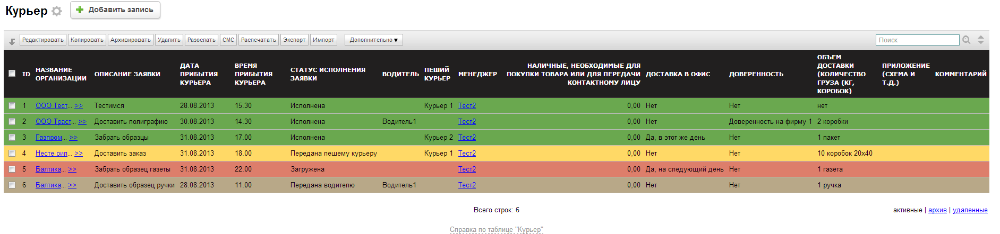 Курьер
Добавить запись
Редактировать Копировать Архивировать Удалить Разослать СМС Распечатать Экспорт Импорт Дополнительно ▼ Поиск
ID
НАЗВАНИЕ
ОРГАНИЗАЦИИ
ОПИСАНИЕ ЗАЯВКИ
ДАТА
ПРИБЫТИЯ
КУРЬЕРА
ВРЕМЯ
ПРИБЫТИЯ
КУРЬЕРА
СТАТУС ИСПОЛНЕНИЯ
ЗАЯВКИ
ВОДИТЕЛЬ
ПЕШИЙ
КУРЬЕР
МЕНЕДЖЕР
НАЛИЧНЫЕ, НЕОБХОДИМЫЕ ДЛЯ
ПОКУПКИ ТОВАРА ИЛИ ДЛЯ ПЕРЕДАЧИ
КОНТАКТНОМУ ЛИЦУ
ДОСТАВКА В ОФИС
ДОВЕРЕННОСТЬ
ОБЪЕМ
ДОСТАВКИ
(КОЛИЧЕСТВО
ГРУЗА (КГ,
КОРОБОК)
ПРИЛОЖЕНИЕ
(СХЕМА И
Т.Д.)
КОММЕНТАРИЙ
1 ООО Тест... >> Тестимся 28.08.2013 15.30 Исполнена Курьер 1 Тест2 0,00 Нет Нет нет
2 ООО Траст... >> Доставить полиграфию 30.08.2013 14.30 Исполнена Водитель1 Тест2 0,00 Нет Доверенность на фирму 1 2 коробки
3 Газпром... >> Забрать образцы 31.08.2013 17.00 Исполнена Курьер 2 Тест2 0,00 Да, в этот же день Нет 1 пакет
4 Несте оил... >> Доставить заказ 31.08.2013 18.00 Передана пешему курьеру Курьер 1 Тест2 0,00 Нет Нет 10 коробок 20х40
5 Балтика... >> Забрать образец газеты 31.08.2013 22.00 Загружена Тест2 0,00 Да, на следующий день Нет 1 газета
6 Балтика... >> Доставить образец ручки 28.08.2013 11.00 Передана водителю Водитель1 Тест2 0,00 Нет Нет 1 ручка
Всего строк: 6 активные | архив | удаленные
Справка по таблице "Курьер"